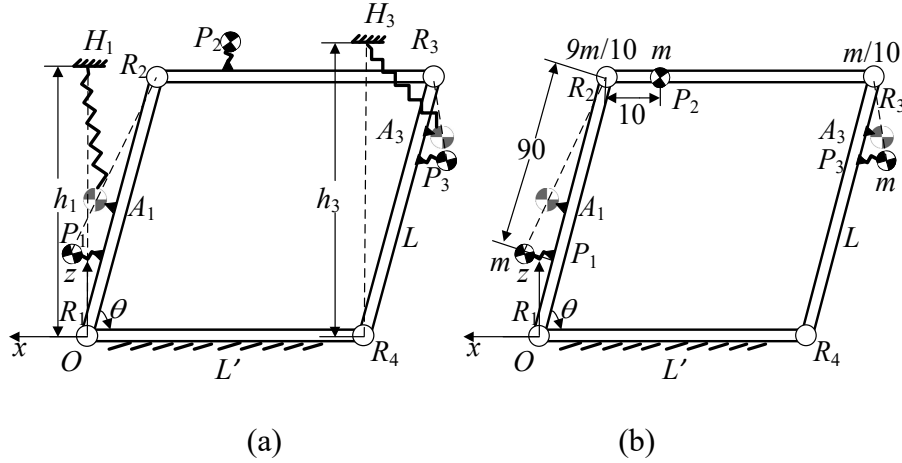 H₁
P₂
H₃
R₃
R₂
A₃
P₃
h₁
A₁
h₃
P₁
L
z
R₁
θ
x
O
L'
R₄
(a)
9m/10
m
m/10
R₂
10
P₂
R₃
90
A₃
P₃
m
A₁
L
P₁
m
z
R₁
θ
x
O
L'
R₄
(b)